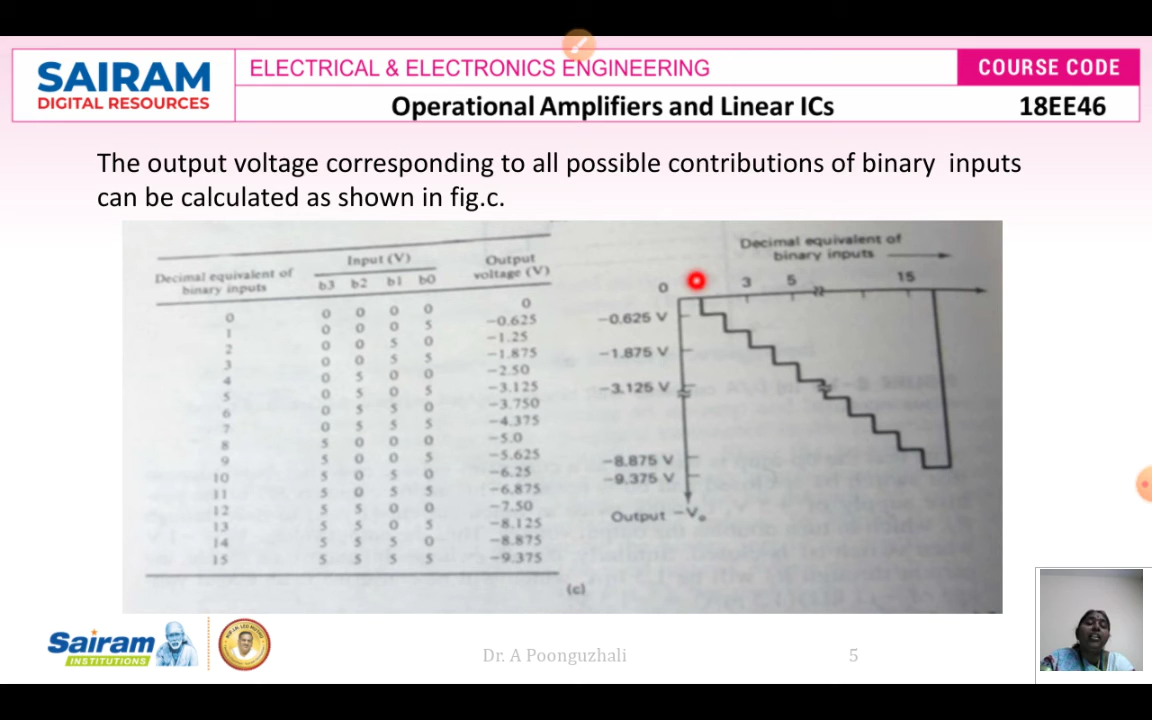 SAIRAM
DIGITAL RESOURCES
ELECTRICAL & ELECTRONICS ENGINEERING
COURSE CODE
Operational Amplifiers and Linear ICs
18EE46
The output voltage corresponding to all possible contributions of binary inputs
can be calculated as shown in fig.c.
Decimal equivalent of
binary inputs
Input (V)
b3 b2 b1 b0
Output
voltage (V)
0 0 0 0 0 0
1 0 0 0 5 -0.625
2 0 0 5 0 -1.25
3 0 0 5 5 -1.875
4 0 5 0 0 -2.50
5 0 5 0 5 -3.125
6 0 5 5 0 -3.750
7 0 5 5 5 -4.375
8 5 0 0 0 -5.0
9 5 0 0 5 -5.625
10 5 0 5 0 -6.25
11 5 0 5 5 -6.875
12 5 5 0 0 -7.50
13 5 5 0 5 -8.125
14 5 5 5 0 -8.875
15 5 5 5 5 -9.375
Decimal equivalent of
binary inputs
0 3 5 15
-0.625 V
-1.875 V
-3.125 V
-8.875 V
-9.375 V
Output -Vo
(c)
Sairam
INSTITUTIONS
Dr. A Poonguzhali
5